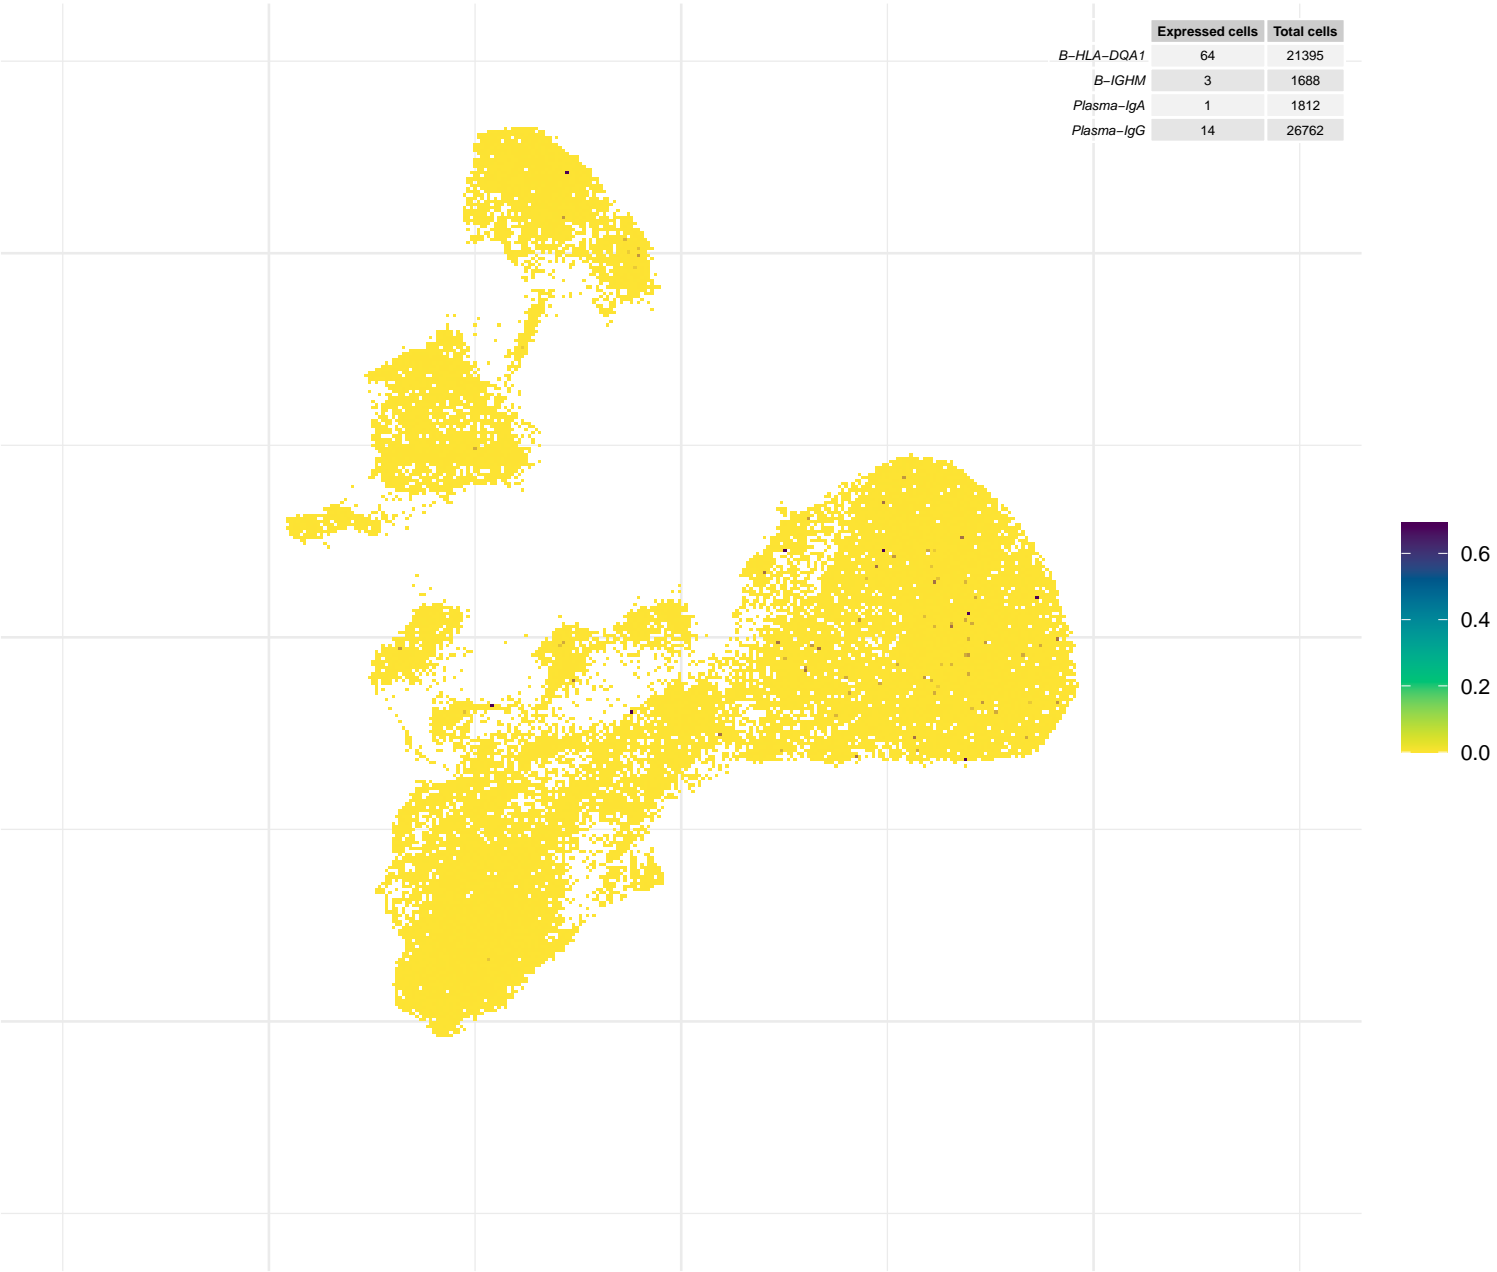 Expressed cells Total cells
B−HLA−DQA1 64 21395
B−IGHM 3 1688
Plasma−IgA 1 1812
Plasma−IgG 14 26762
0.6
0.4
0.2
0.0